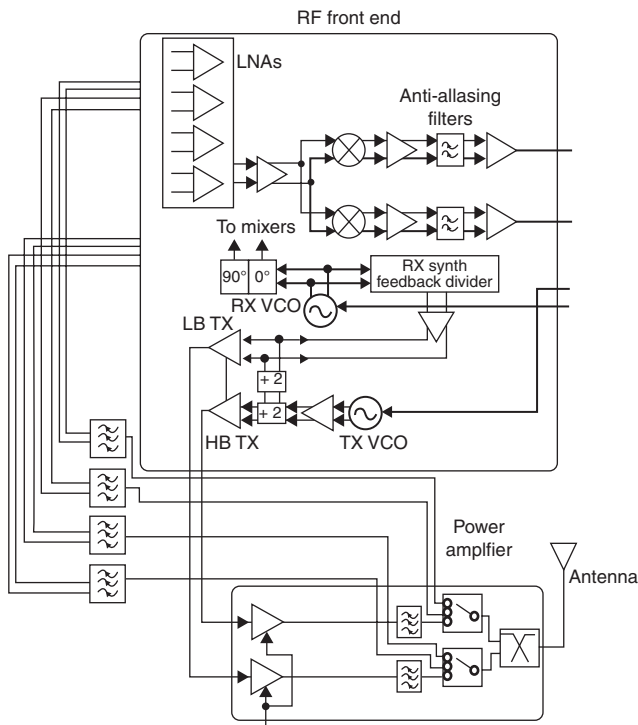 RF front end
LNAs
Anti-allasing
filters
To mixers
90° 0°
RX synth
feedback divider
RX VCO
LB TX
+ 2
+ 2
HB TX
TX VCO
Power
amplfier
Antenna